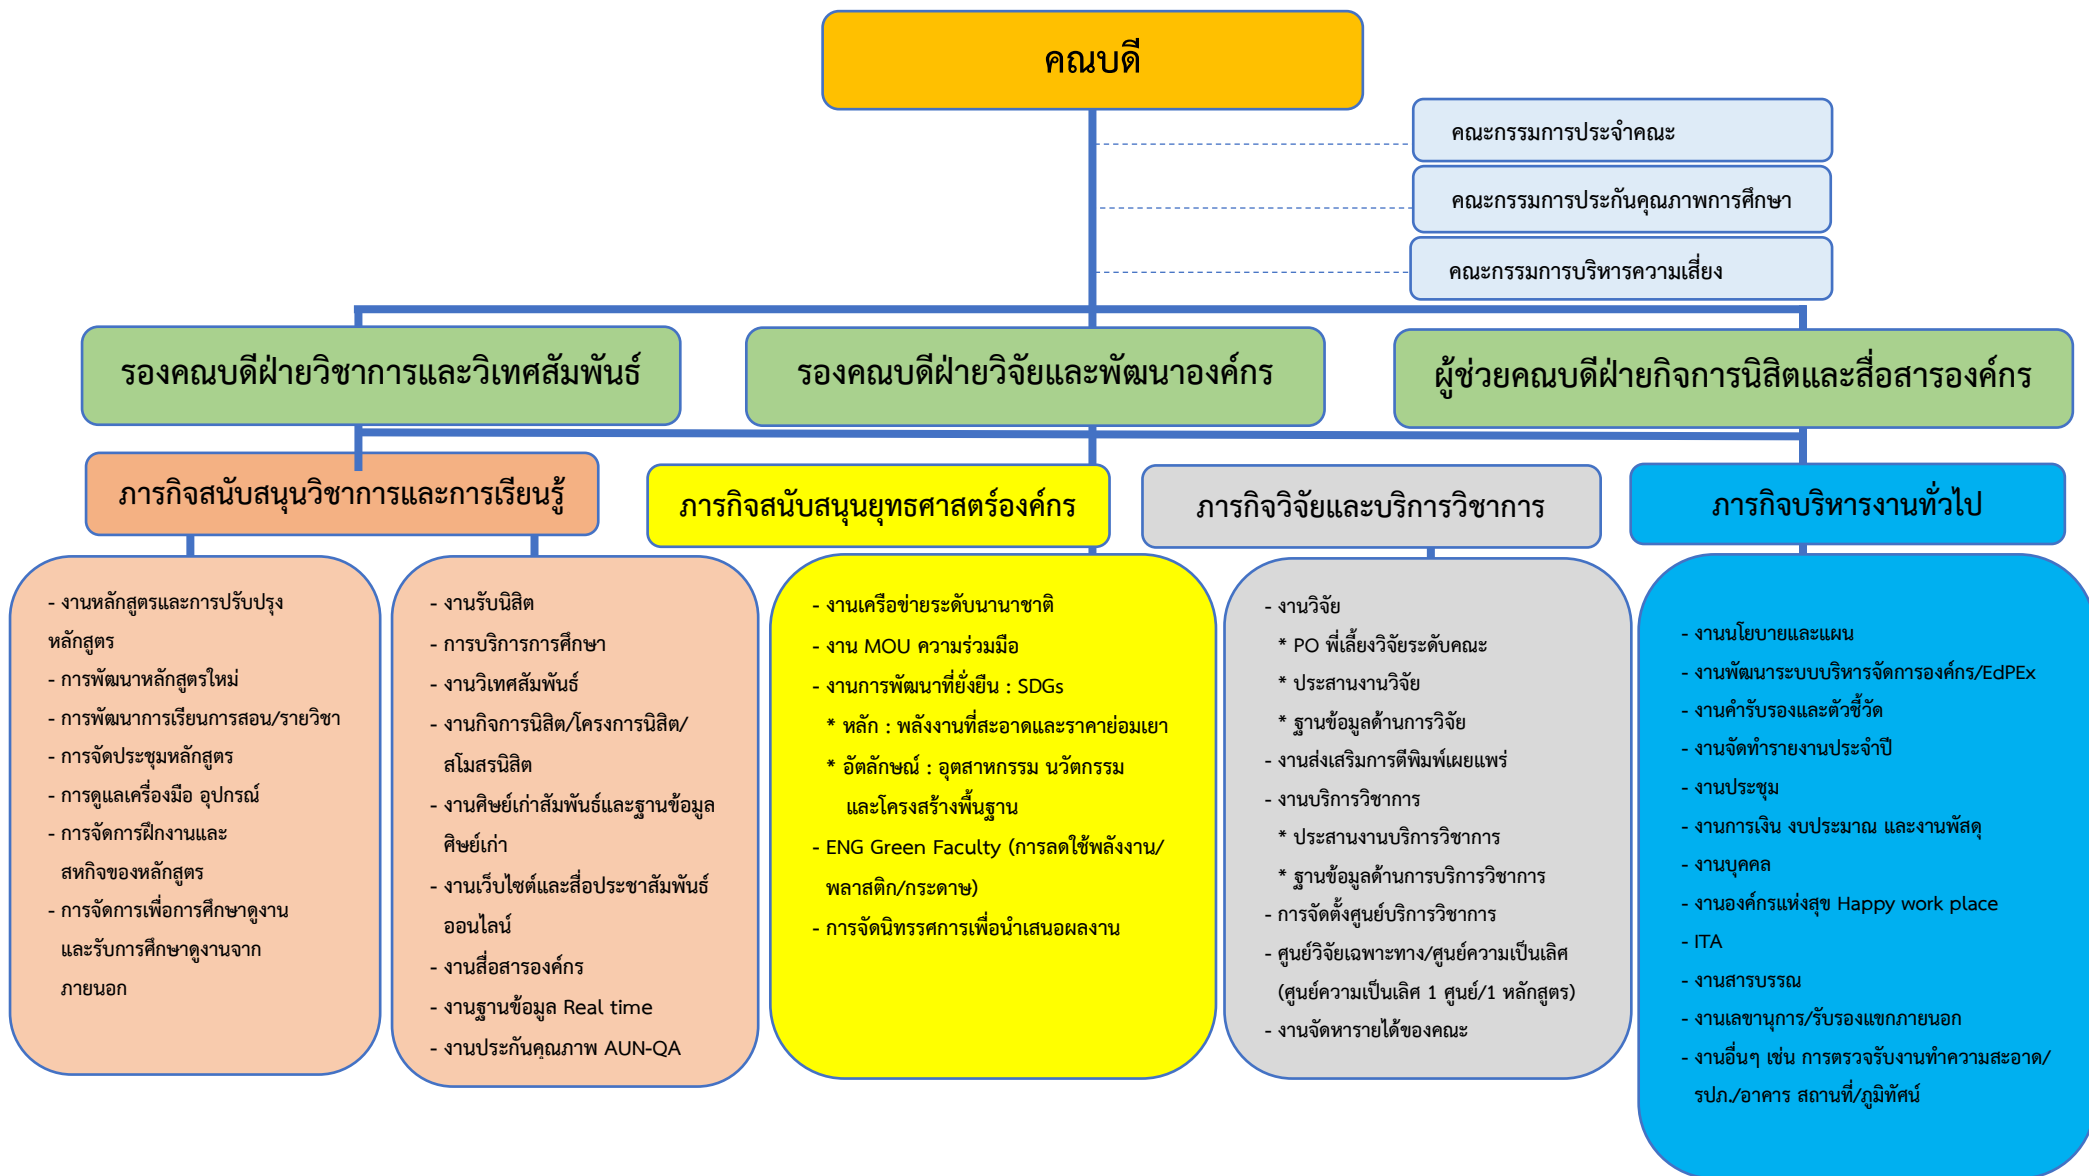 คณบดี
คณะกรรมการประจำคณะ
คณะกรรมการประกันคุณภาพการศึกษา
คณะกรรมการบริหารความเสี่ยง
รองคณบดีฝ่ายวิชาการและวิเทศสัมพันธ์
รองคณบดีฝ่ายวิจัยและพัฒนาองค์กร
ผู้ช่วยคณบดีฝ่ายกิจการนิสิตและสื่อสารองค์กร
ภารกิจสนับสนุนวิชาการและการเรียนรู้
ภารกิจสนับสนุนยุทธศาสตร์องค์กร
ภารกิจวิจัยและบริการวิชาการ
ภารกิจบริหารงานทั่วไป
- งานหลักสูตรและการปรับปรุง
หลักสูตร
- การพัฒนาหลักสูตรใหม่
- การพัฒนาการเรียนการสอน/รายวิชา
- การจัดประชุมหลักสูตร
- การดูแลเครื่องมือ อุปกรณ์
- การจัดการฝึกงานและ
สหกิจของหลักสูตร
- การจัดการเพื่อการศึกษาดูงาน
และรับการศึกษาดูงานจาก
ภายนอก
- งานรับนิสิต
- การบริการการศึกษา
- งานวิเทศสัมพันธ์
- งานกิจการนิสิต/โครงการนิสิต/
สโมสรนิสิต
- งานศิษย์เก่าสัมพันธ์และฐานข้อมูล
ศิษย์เก่า
- งานเว็บไซต์และสื่อประชาสัมพันธ์
ออนไลน์
- งานสื่อสารองค์กร
- งานฐานข้อมูล Real time
- งานประกันคุณภาพ AUN-QA
- งานเครือข่ายระดับนานาชาติ
- งาน MOU ความร่วมมือ
- งานการพัฒนาที่ยั่งยืน : SDGs
* หลัก : พลังงานที่สะอาดและราคาย่อมเยา
* อัตลักษณ์ : อุตสาหกรรม นวัตกรรม
และโครงสร้างพื้นฐาน
- ENG Green Faculty (การลดใช้พลังงาน/
พลาสติก/กระดาษ)
- การจัดนิทรรศการเพื่อนำเสนอผลงาน
- งานวิจัย
* PO พี่เลี้ยงวิจัยระดับคณะ
* ประสานงานวิจัย
* ฐานข้อมูลด้านการวิจัย
- งานส่งเสริมการตีพิมพ์เผยแพร่
- งานบริการวิชาการ
* ประสานงานบริการวิชาการ
* ฐานข้อมูลด้านการบริการวิชาการ
- การจัดตั้งศูนย์บริการวิชาการ
- ศูนย์วิจัยเฉพาะทาง/ศูนย์ความเป็นเลิศ
(ศูนย์ความเป็นเลิศ 1 ศูนย์/1 หลักสูตร)
- งานจัดหารายได้ของคณะ
- งานนโยบายและแผน
- งานพัฒนาระบบบริหารจัดการองค์กร/EdPEx
- งานคำรับรองและตัวชี้วัด
- งานจัดทำรายงานประจำปี
- งานประชุม
- งานการเงิน งบประมาณ และงานพัสดุ
- งานบุคคล
- งานองค์กรแห่งสุข Happy work place
- ITA
- งานสารบรรณ
- งานเลขานุการ/รับรองแขกภายนอก
- งานอื่นๆ เช่น การตรวจรับงานทำความสะอาด/
รปภ./อาคาร สถานที่/ภูมิทัศน์